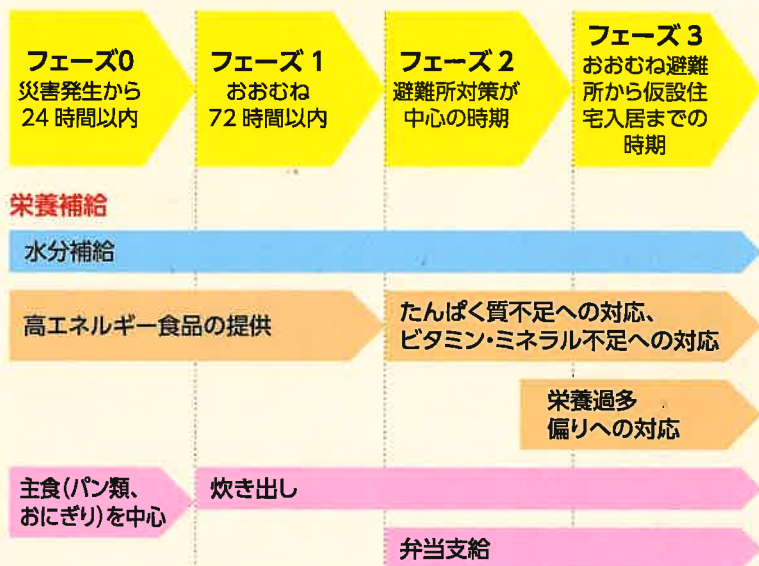 フェーズ0
災害発生から
24時間以内
フェーズ 1
おおむね
72時間以内
フェーズ 2
避難所対策が
中心の時期
フェーズ 3
おおむね避難
所から仮設住
宅入居までの
時期
栄養補給
水分補給
高エネルギー食品の提供
たんぱく質不足への対応、
ビタミン・ミネラル不足への対応
栄養過多
偏りへの対応
主食(パン類、
おにぎり)を中心
炊き出し
弁当支給